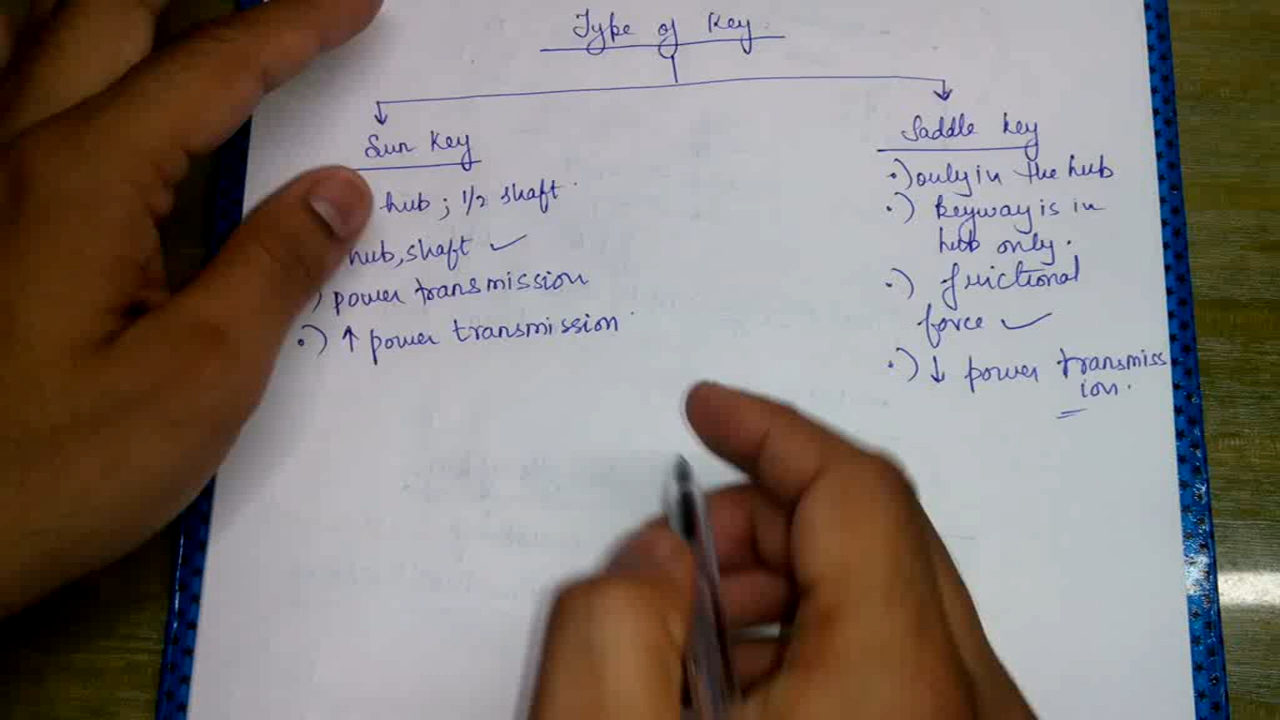 Type of Key
Sun Key
hub ; 1/2 shaft
hub, shaft ✓
) power transmission
•) ↑ power transmission
Saddle key
•) only in the hub
•) keyway is in
hub only.
•) frictional
force ✓
•) ↓ power transmiss
ion.